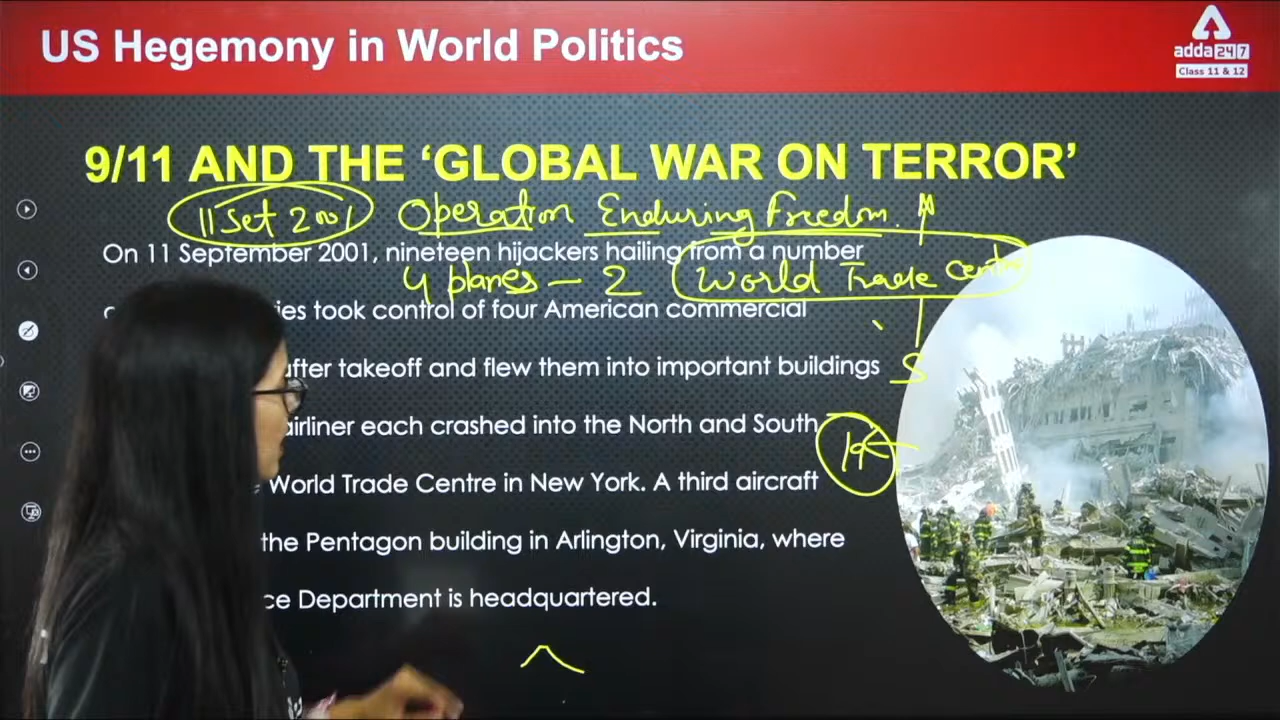 US Hegemony in World Politics
adda247
Class 11 & 12
9/11 AND THE ‘GLOBAL WAR ON TERROR’
11 Set 2001 Operation Enduring Freedom.
On 11 September 2001, nineteen hijackers hailing from a number
4 planes - 2 World Trade Centre
ies took control of four American commercial
after takeoff and flew them into important buildings S
airliner each crashed into the North and South
World Trade Centre in New York. A third aircraft
the Pentagon building in Arlington, Virginia, where
ce Department is headquartered.